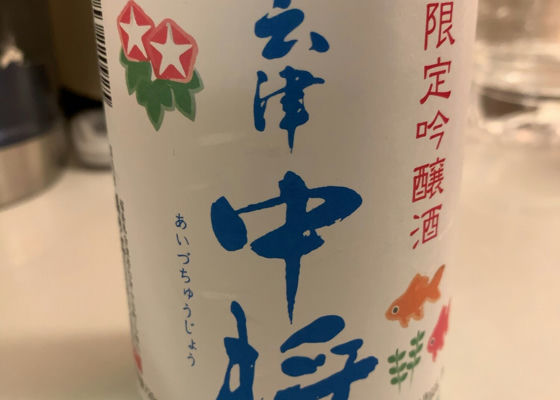 限定吟醸酒
会津
中将
あいづちゅうじょう